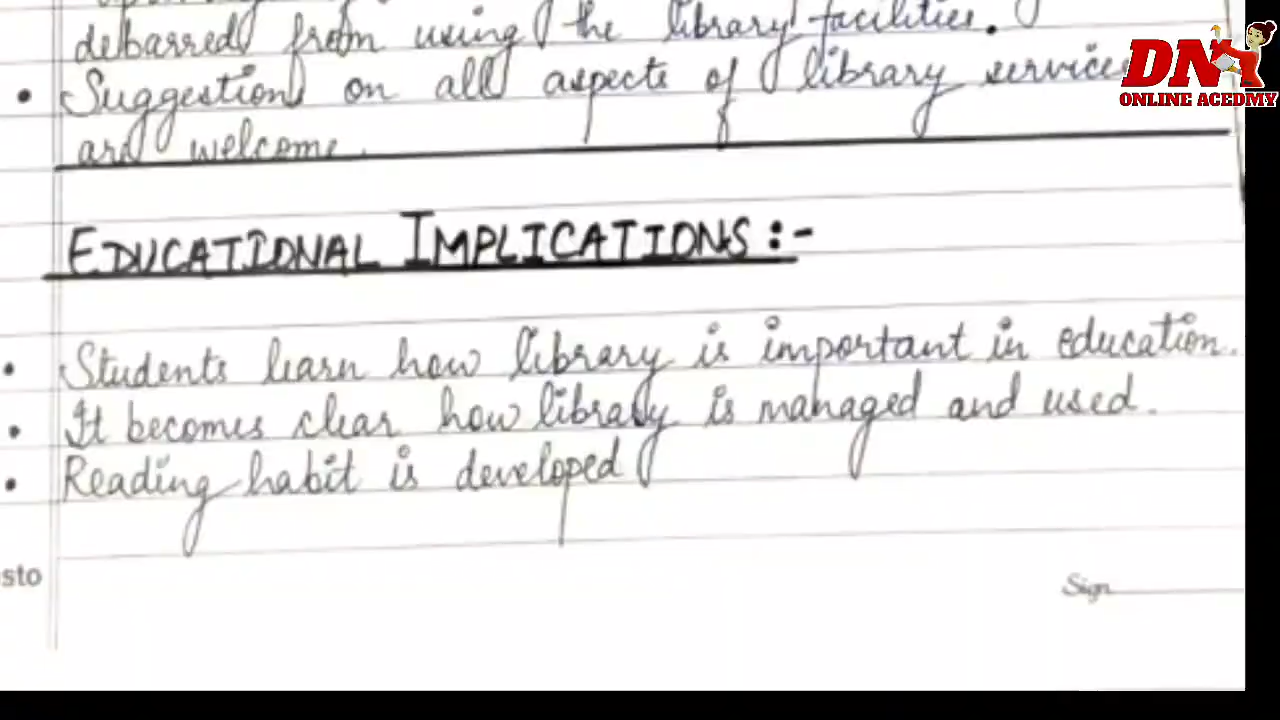 debarred from using the library facilities.
• Suggestions on all aspects of library services
are welcome.
EDUCATIONAL IMPLICATIONS :-
• Students learn how library is important in education.
• It becomes clear how library is managed and used.
• Reading habit is developed
sto
Sign
DNY
ONLINE ACEDMY